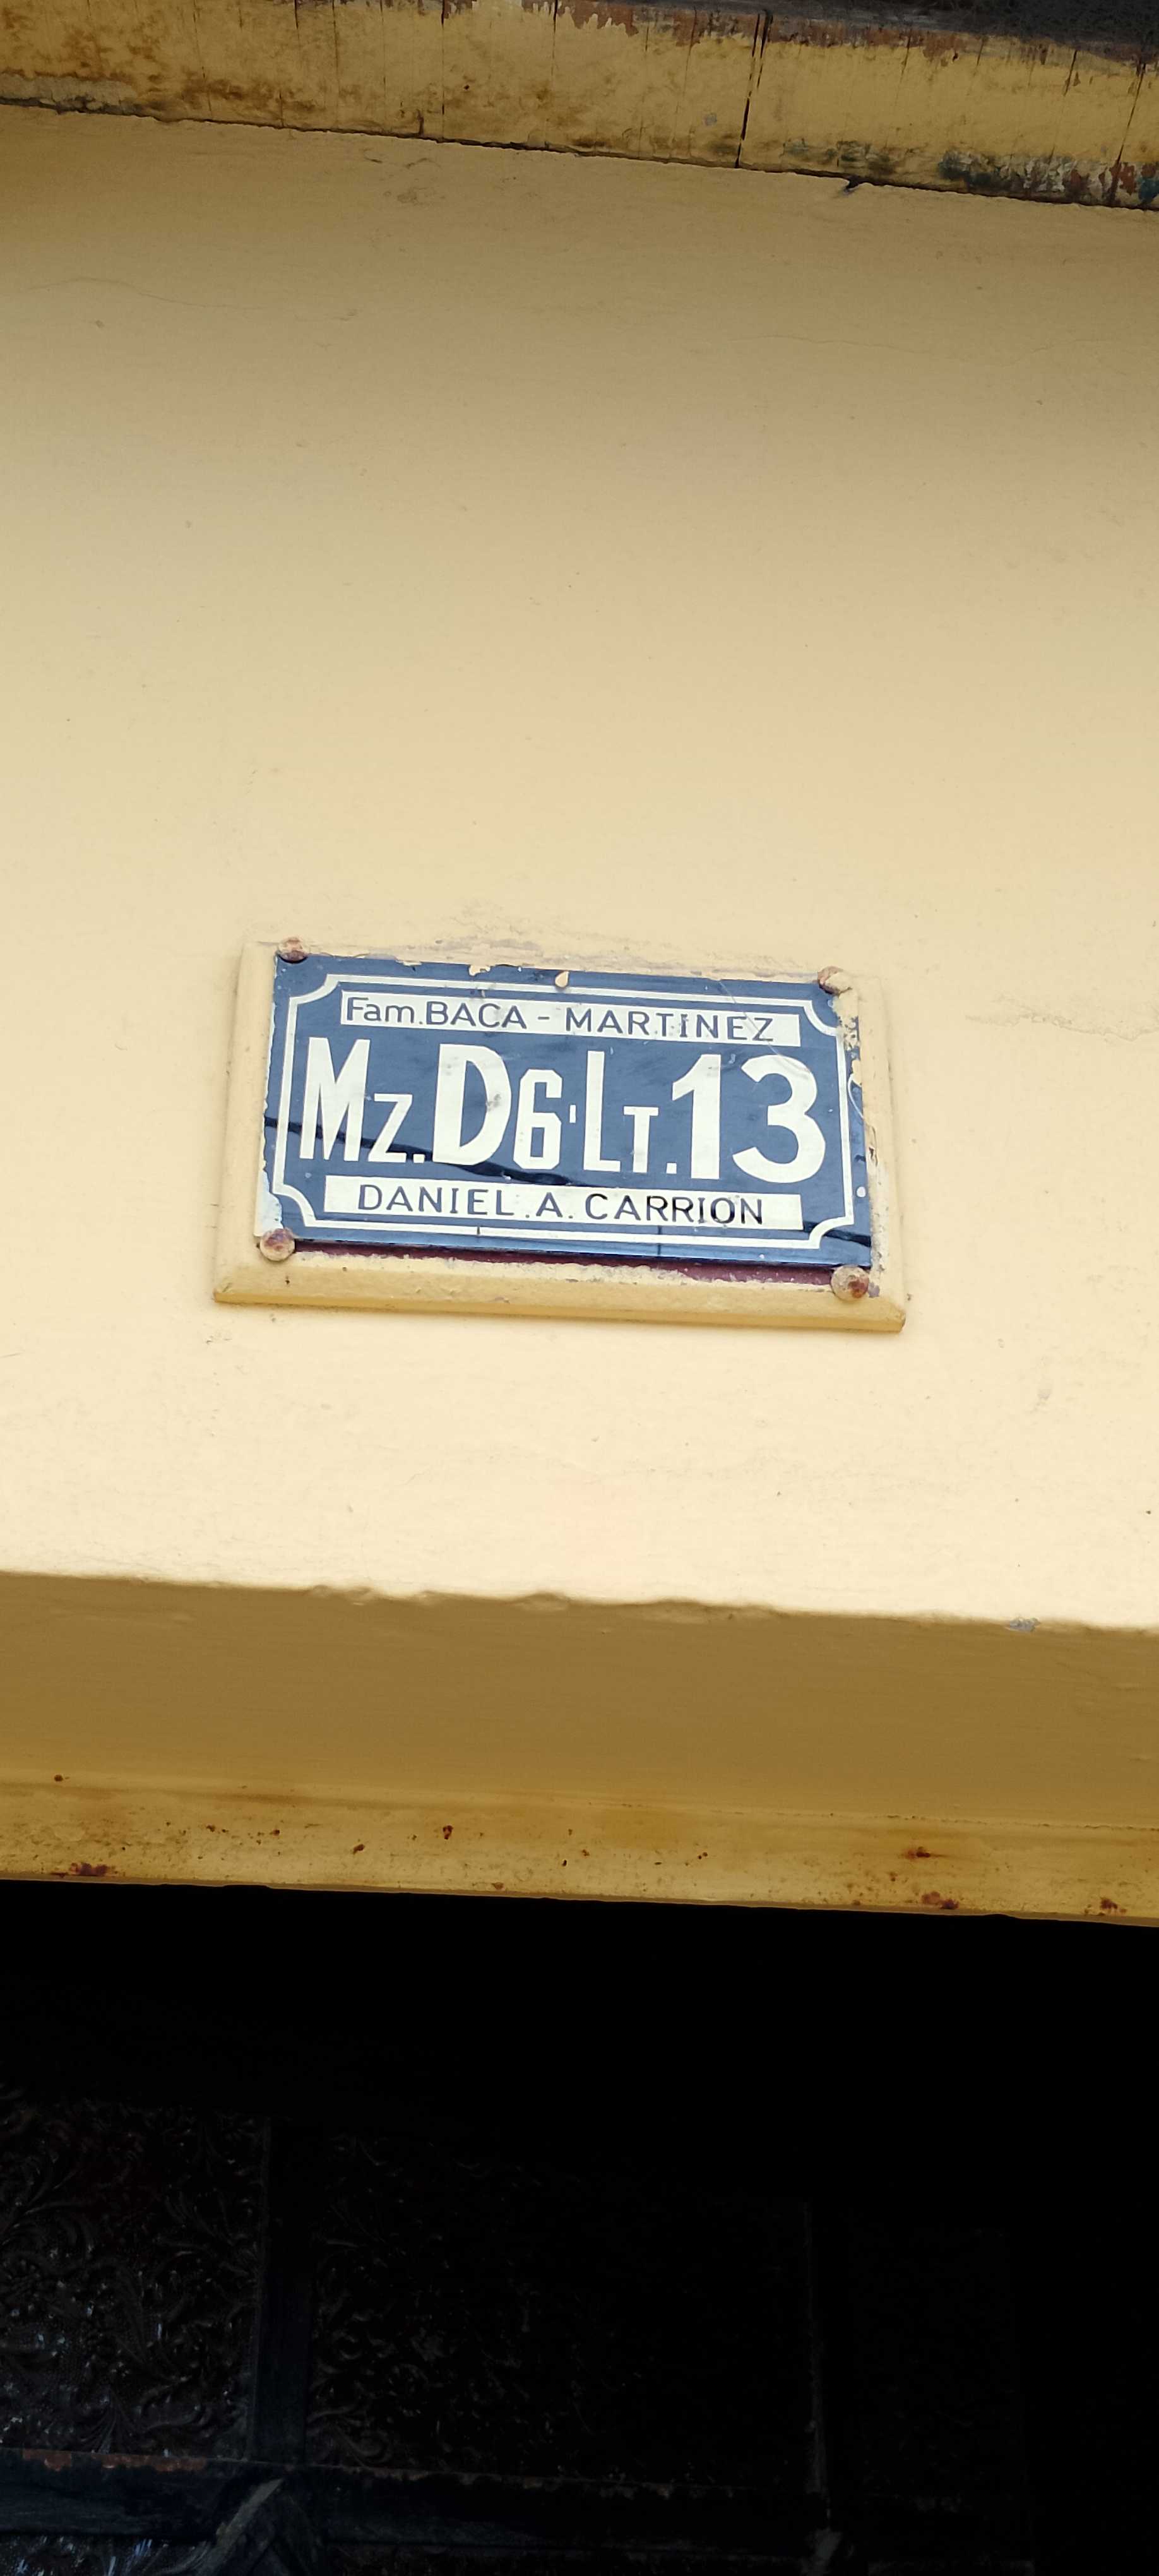 Fam. BACA - MARTINEZ
Mz. D6' LT. 13
DANIEL . A. CARRION